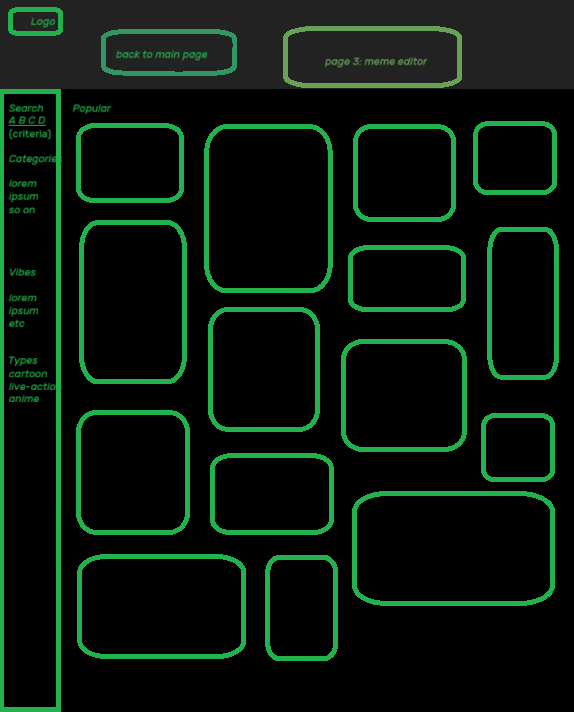 Logo
back to main page
page 3: meme editor
Search
A B C D
(criteria)
Categories
lorem
ipsum
so on
Vibes
lorem
ipsum
etc
Types
cartoon
live-actio
anime
Popular